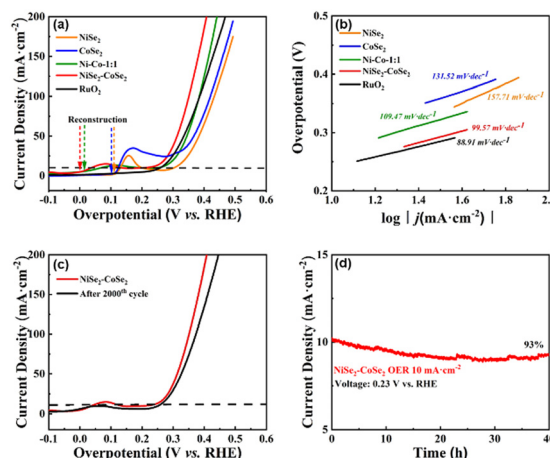 (a)
NiSe₂
CoSe₂
Ni-Co-1:1
NiSe₂-CoSe₂
RuO₂
Reconstruction
Current Density (mA·cm⁻²)
200
150
100
50
0
-0.1 0.0 0.1 0.2 0.3 0.4 0.5 0.6
Overpotential (V vs. RHE)
(b)
NiSe₂
CoSe₂
Ni-Co-1:1
NiSe₂-CoSe₂
RuO₂
131.52 mV·dec⁻¹
157.71 mV·dec⁻¹
109.47 mV·dec⁻¹
99.57 mV·dec⁻¹
88.91 mV·dec⁻¹
Overpotential (V)
0.5
0.4
0.3
0.2
1.0 1.2 1.4 1.6 1.8 2.0
log | j(mA·cm⁻²) |
(c)
NiSe₂-CoSe₂
After 2000ᵗʰ cycle
Current Density (mA·cm⁻²)
200
150
100
50
0
-0.1 0.0 0.1 0.2 0.3 0.4 0.5 0.6
Overpotential (V vs. RHE)
(d)
93%
NiSe₂-CoSe₂ OER 10 mA·cm⁻²
Voltage: 0.23 V vs. RHE
Current Density (mA·cm⁻²)
15
10
5
0 10 20 30 40
Time (h)